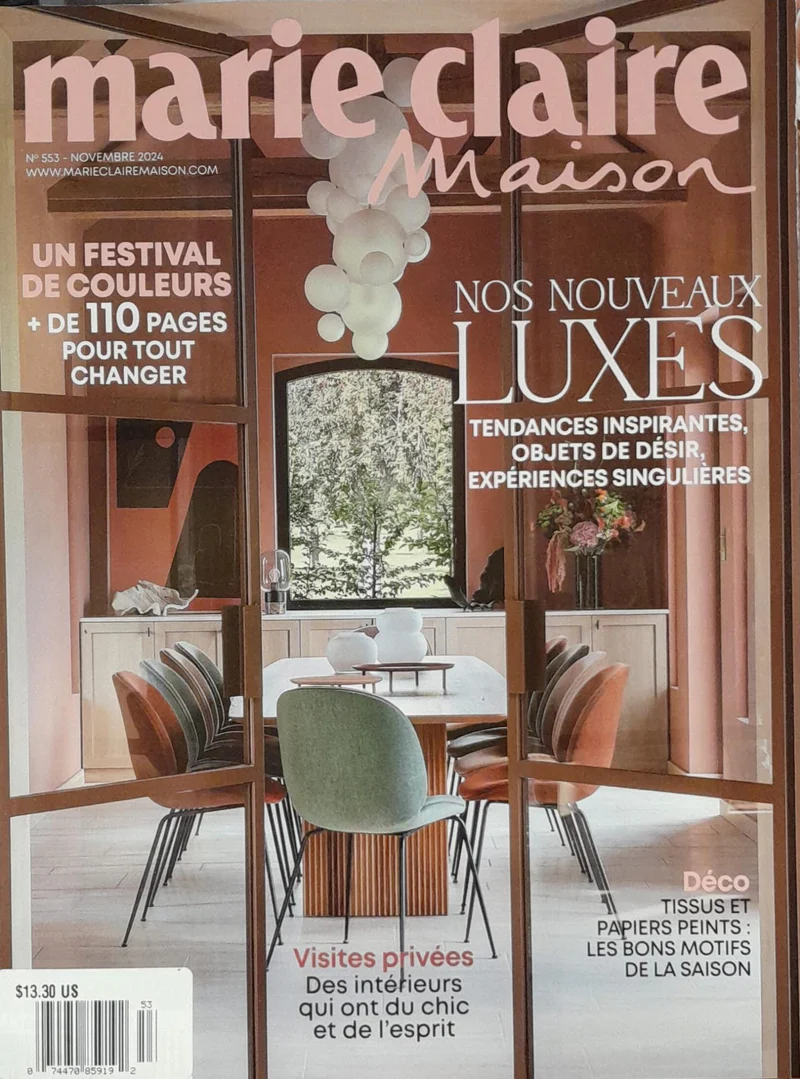 marie claire
Maison
N° 553 - NOVEMBRE 2024
WWW.MARIECLAIREMAISON.COM
UN FESTIVAL
DE COULEURS
+ DE 110 PAGES
POUR TOUT
CHANGER
NOS NOUVEAUX
LUXES
TENDANCES INSPIRANTES,
OBJETS DE DÉSIR,
EXPÉRIENCES SINGULIÈRES
Déco
TISSUS ET
PAPIERS PEINTS :
LES BONS MOTIFS
DE LA SAISON
Visites privées
Des intérieurs
qui ont du chic
et de l'esprit
$13.30 US
53
0 74470 85919 2